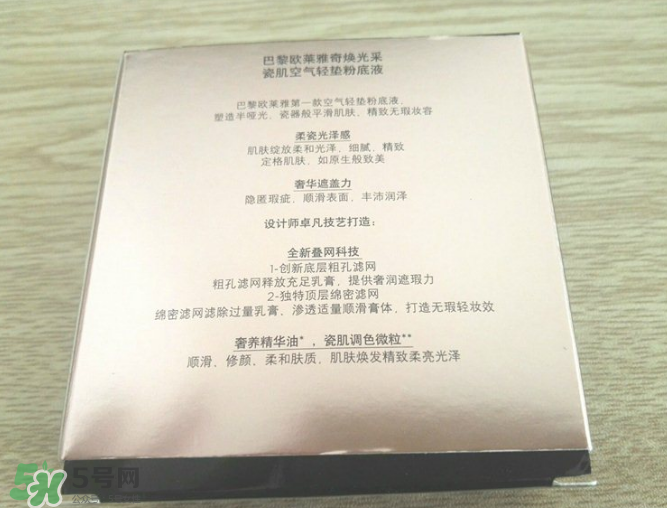 巴黎欧莱雅奇焕光采
瓷肌空气轻垫粉底液
巴黎欧莱雅第一款空气轻垫粉底液，
塑造半哑光、瓷器般平滑肌肤、精致无瑕妆容
柔瓷光泽感
肌肤绽放柔和光泽、细腻、精致
定格肌肤，如原生般致美
奢华遮盖力
隐匿瑕疵，顺滑表面，丰沛润泽
设计师卓凡技艺打造：
全新叠网科技
1-创新底层粗孔滤网
粗孔滤网释放充足乳膏，提供奢润遮瑕力
2-独特顶层绵密滤网
绵密滤网滤除过量乳膏，渗透适量顺滑膏体，打造无瑕轻妆效
奢养精华油*，瓷肌调色微粒**
顺滑、修颜、柔和肤质，肌肤焕发精致柔亮光泽
5号网